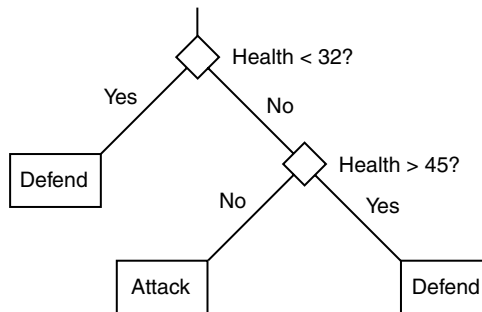 Health < 32?
Yes
No
Defend
Health > 45?
No
Yes
Attack
Defend